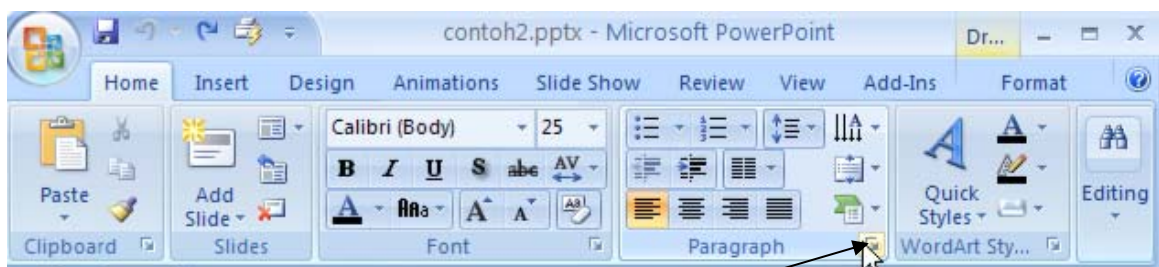 contoh2.pptx - Microsoft PowerPoint Dr...
Home Insert Design Animations Slide Show Review View Add-Ins Format
Calibri (Body) 25
B I U S abc AV
Paste Add Slide Quick Styles Editing
A Aa A A Aa
Clipboard Slides Font Paragraph WordArt Sty...